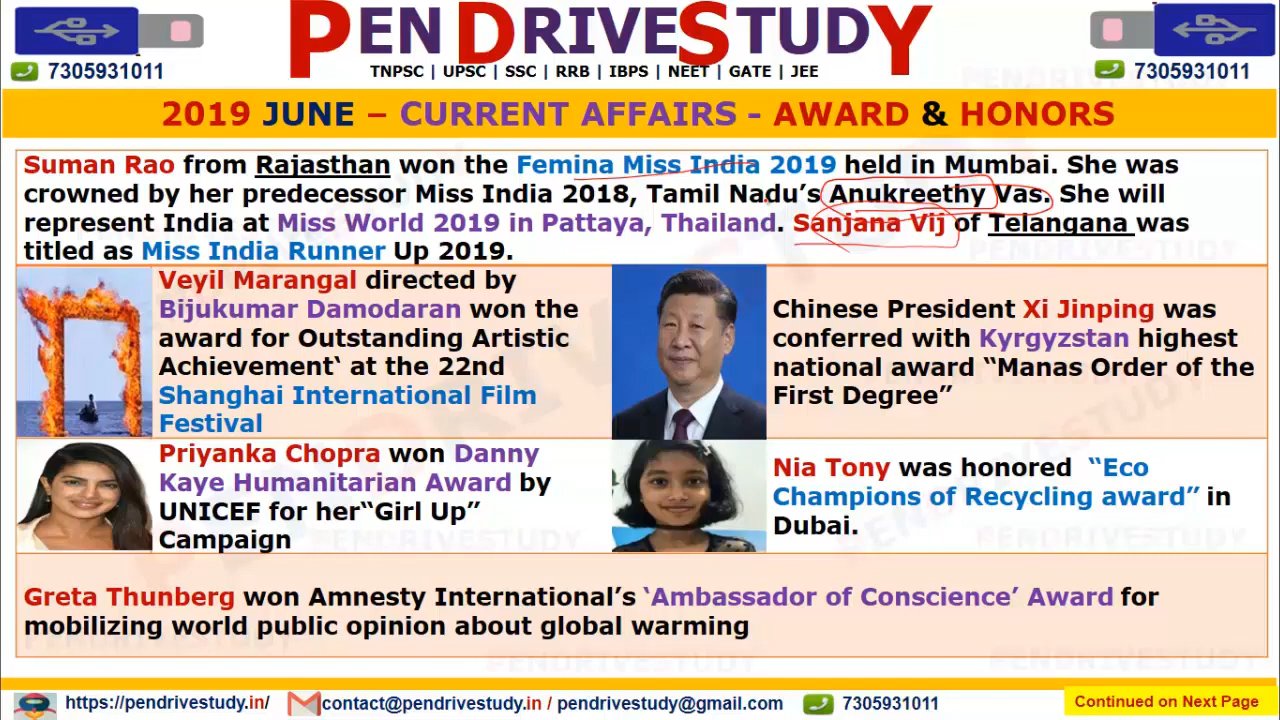 PENDRIVESTUDY
TNPSC | UPSC | SSC | RRB | IBPS | NEET | GATE | JEE
7305931011
7305931011
2019 JUNE – CURRENT AFFAIRS - AWARD & HONORS
Suman Rao from Rajasthan won the Femina Miss India 2019 held in Mumbai. She was
crowned by her predecessor Miss India 2018, Tamil Nadu’s Anukreethy Vas. She will
represent India at Miss World 2019 in Pattaya, Thailand. Sanjana Vij of Telangana was
titled as Miss India Runner Up 2019.
Veyil Marangal directed by
Bijukumar Damodaran won the
award for Outstanding Artistic
Achievement‘ at the 22nd
Shanghai International Film
Festival
Chinese President Xi Jinping was
conferred with Kyrgyzstan highest
national award “Manas Order of the
First Degree”
Priyanka Chopra won Danny
Kaye Humanitarian Award by
UNICEF for her“Girl Up”
Campaign
Nia Tony was honored “Eco
Champions of Recycling award” in
Dubai.
Greta Thunberg won Amnesty International’s ‘Ambassador of Conscience’ Award for
mobilizing world public opinion about global warming
https://pendrivestudy.in/
contact@pendrivestudy.in / pendrivestudy@gmail.com
7305931011
Continued on Next Page